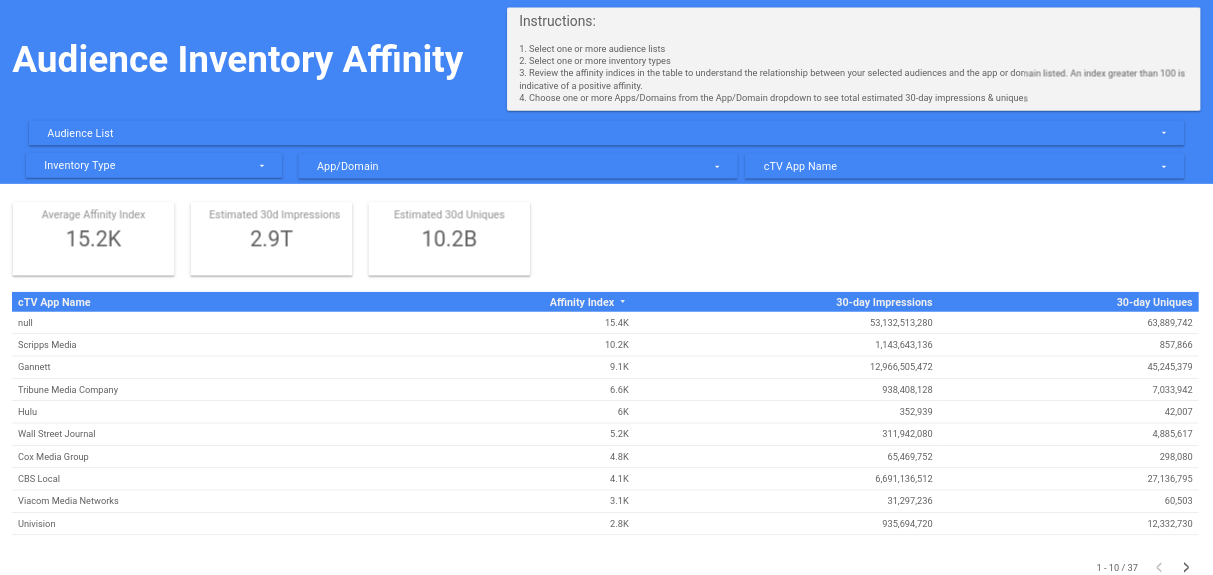 Audience Inventory Affinity
Instructions:
1. Select one or more audience lists
2. Select one or more inventory types
3. Review the affinity indices in the table to understand the relationship between your selected audiences and the app or domain listed. An index greater than 100 is
indicative of a positive affinity.
4. Choose one or more Apps/Domains from the App/Domain dropdown to see total estimated 30-day impressions & uniques
Audience List
Inventory Type App/Domain cTV App Name
Average Affinity Index Estimated 30d Impressions Estimated 30d Uniques
15.2K 2.9T 10.2B
cTV App Name Affinity Index 30-day Impressions 30-day Uniques
null 15.4K 53,132,513,280 63,889,742
Scripps Media 10.2K 1,143,643,136 857,866
Gannett 9.1K 12,966,505,472 45,245,379
Tribune Media Company 6.6K 938,408,128 7,033,942
Hulu 6K 352,939 42,007
Wall Street Journal 5.2K 311,942,080 4,885,617
Cox Media Group 4.8K 65,469,752 298,080
CBS Local 4.1K 6,691,136,512 27,136,795
Viacom Media Networks 3.1K 31,297,236 60,503
Univision 2.8K 935,694,720 12,332,730
1 - 10 / 37